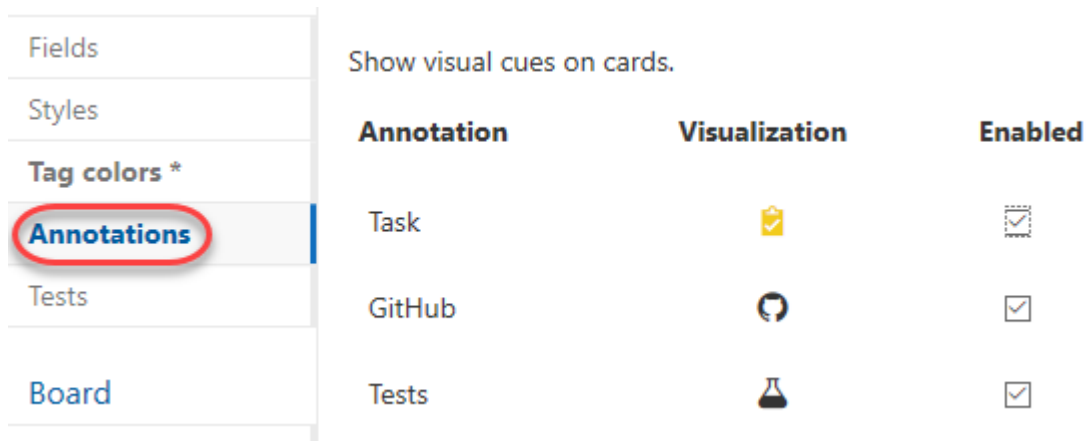 Fields
Styles
Tag colors *
Annotations
Tests
Board
Show visual cues on cards.
Annotation Visualization Enabled
Task
GitHub
Tests